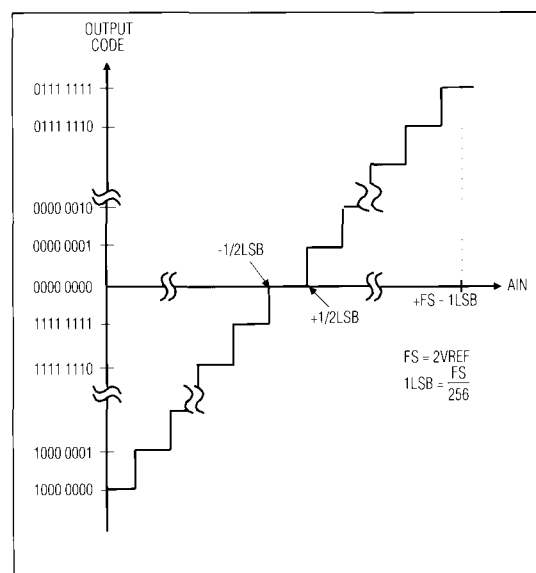 OUTPUT
CODE
0111 1111
0111 1110
0000 0010
0000 0001
0000 0000
1111 1111
1111 1110
1000 0001
1000 0000
-1/2LSB
+1/2LSB
AIN
+FS - 1LSB
FS = 2VREF
1LSB = FS
256